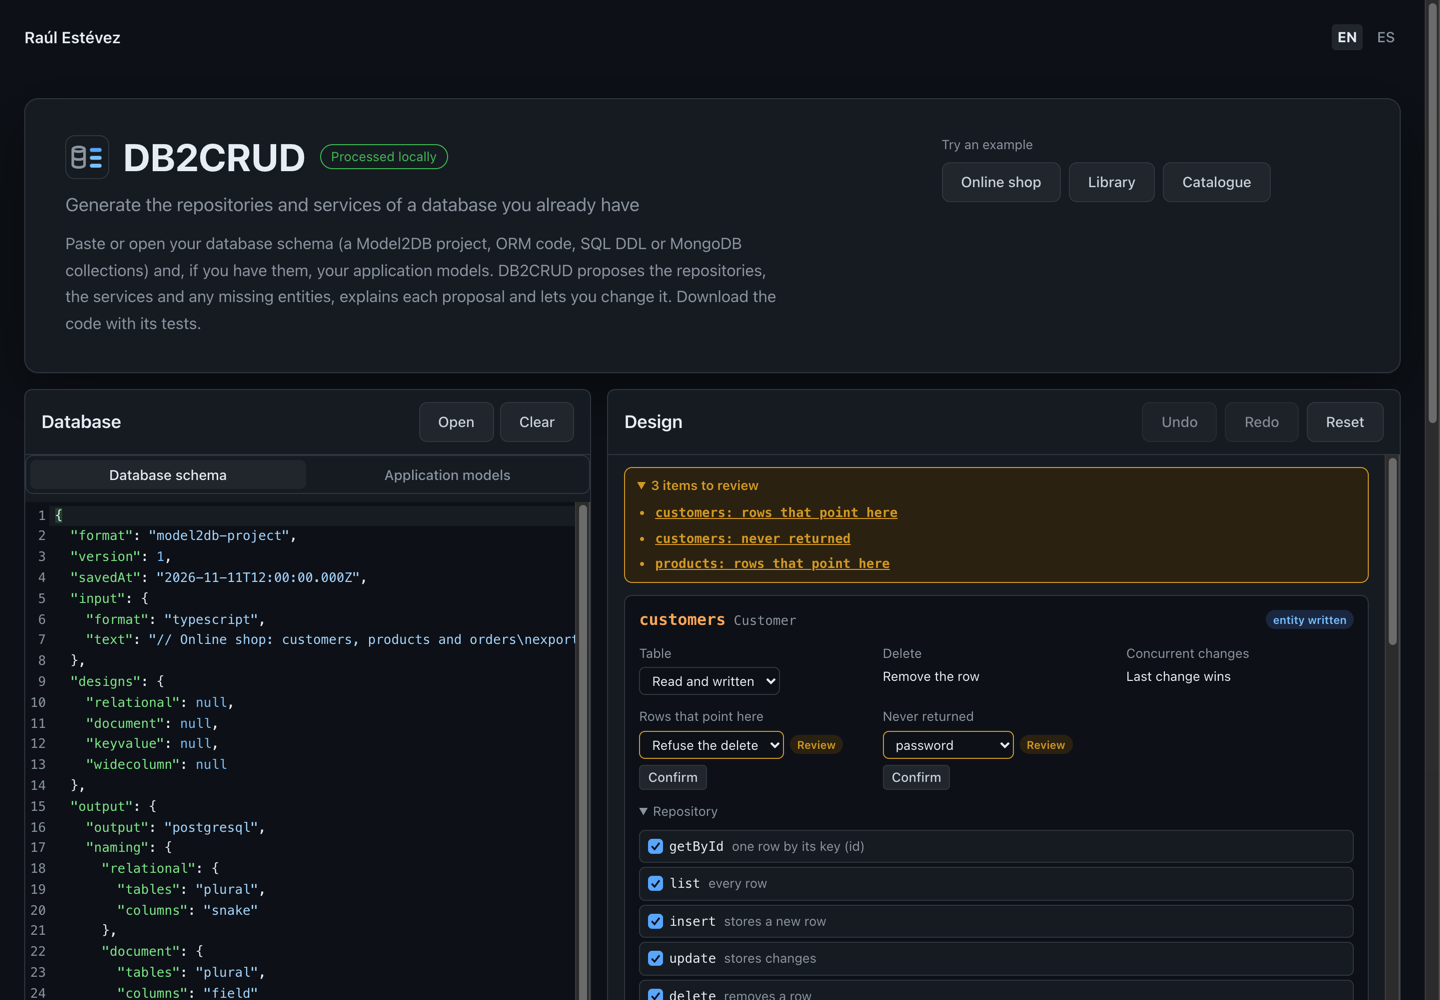 Raúl Estévez
EN ES
DB2CRUD Processed locally
Generate the repositories and services of a database you already have
Paste or open your database schema (a Model2DB project, ORM code, SQL DDL or MongoDB
collections) and, if you have them, your application models. DB2CRUD proposes the repositories,
the services and any missing entities, explains each proposal and lets you change it. Download the
code with its tests.
Try an example
Online shop Library Catalogue
Database Open Clear
Database schema Application models
1 {
2 "format": "model2db-project",
3 "version": 1,
4 "savedAt": "2026-11-11T12:00:00.000Z",
5 "input": {
6 "format": "typescript",
7 "text": "// Online shop: customers, products and orders\nexport
8 },
9 "designs": {
10 "relational": null,
11 "document": null,
12 "keyvalue": null,
13 "widecolumn": null
14 },
15 "output": {
16 "output": "postgresql",
17 "naming": {
18 "relational": {
19 "tables": "plural",
20 "columns": "snake"
21 },
22 "document": {
23 "tables": "plural",
24 "columns": "field"
Design Undo Redo Reset
▼ 3 items to review
• customers: rows that point here
• customers: never returned
• products: rows that point here
customers Customer entity written
Table Delete Concurrent changes
Read and written Remove the row Last change wins
Rows that point here Never returned
Refuse the delete Review password Review
Confirm Confirm
▼ Repository
getById one row by its key (id)
list every row
insert stores a new row
update stores changes
delete removes a row